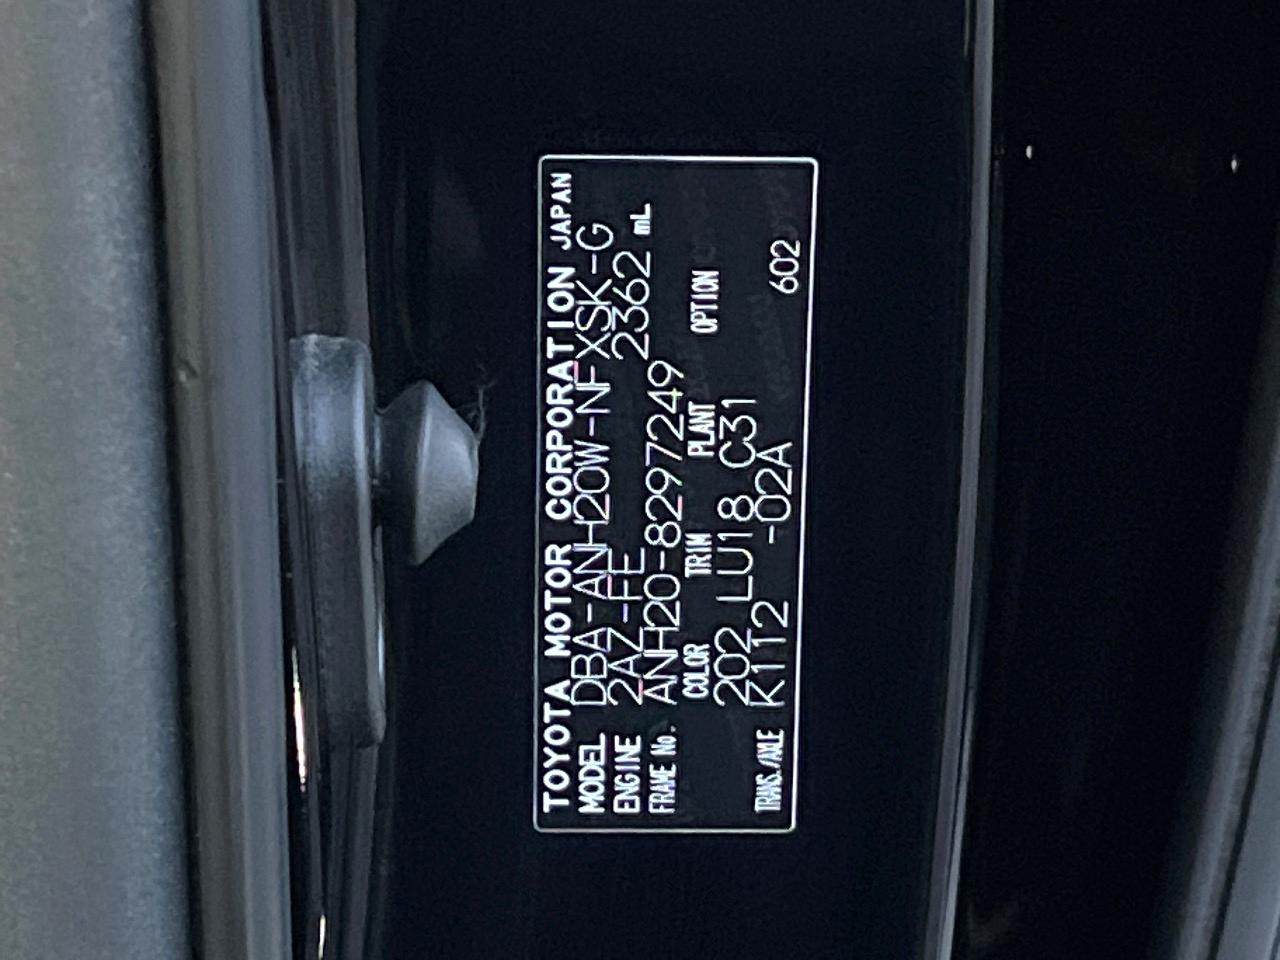 TOYOTA MOTOR CORPORATION JAPAN
MODEL DBA-ANH20W-NFXSK-G
ENGINE 2AZ-FE 2362 mL
FRAME No. ANH20-8297249
COLOR TRIM PLANT OPTION
202 LU18 C31
TRANS./AXLE K112 -02A 602